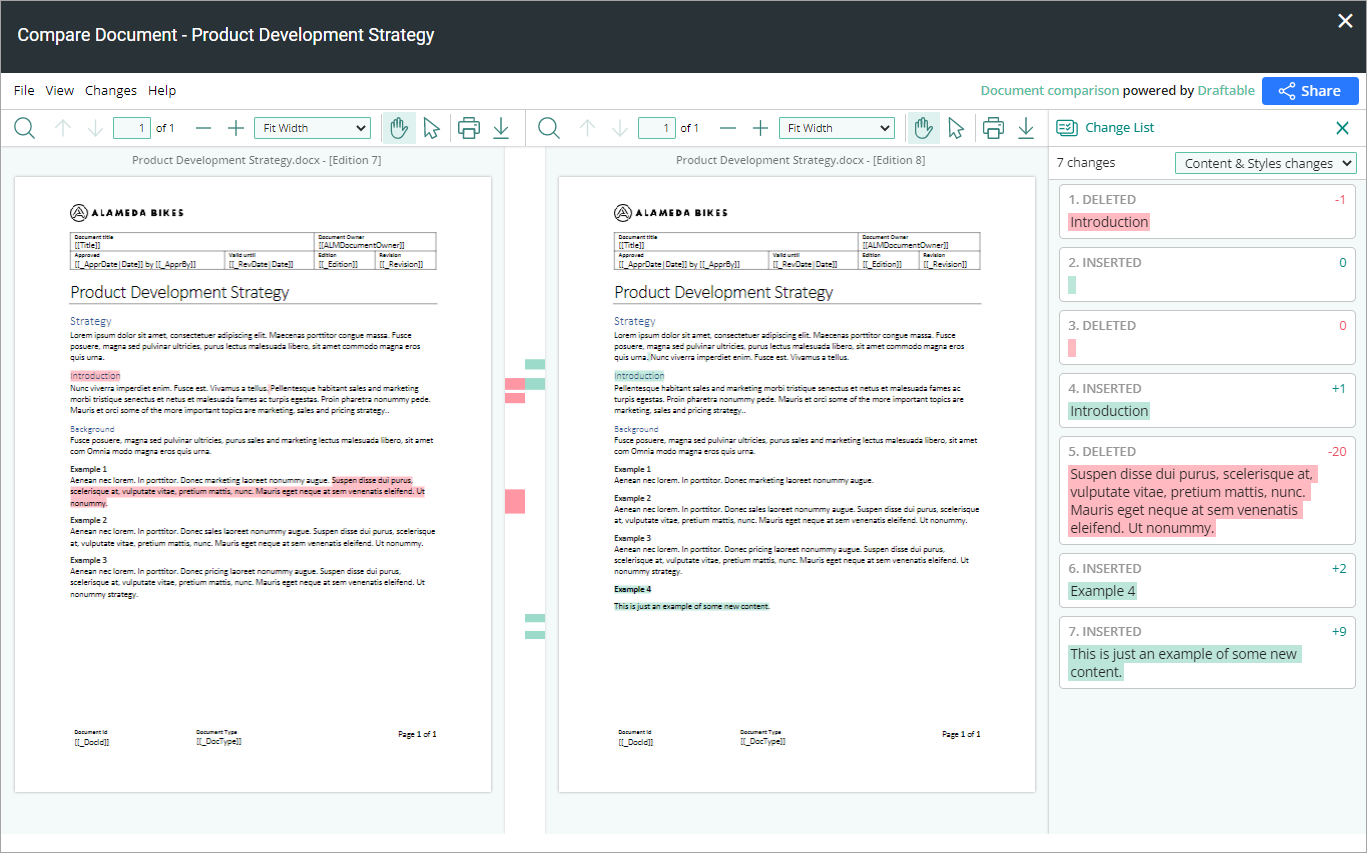 Compare Document - Product Development Strategy
File View Changes Help
Document comparison powered by Draftable
Share
1 of 1
Fit Width
1 of 1
Fit Width
Change List
Product Development Strategy.docx - [Edition 7]
ALAMEDA BIKES
Document title
[[Title]]
Document Owner
[[ALMDocumentOwner]]
Approved
[[_ApprDate|Date]] by [[_ApprBy]]
Valid until
[[_RevDate|Date]]
Edition
[[_Edition]]
Revision
[[_Revision]]
Product Development Strategy
Strategy
Lorem ipsum dolor sit amet, consectetuer adipiscing elit. Maecenas porttitor congue massa. Fusce
posuere, magna sed pulvinar ultricies, purus lectus malesuada libero, sit amet commodo magna eros
quis urna.
Introduction
Nunc viverra imperdiet enim. Fusce est. Vivamus a tellus. Pellentesque habitant sales and marketing
morbi tristique senectus et netus et malesuada fames ac turpis egestas. Proin pharetra nonummy pede.
Mauris et orci some of the more important topics are marketing, sales and pricing strategy..
Background
Fusce posuere, magna sed pulvinar ultricies, purus sales and marketing lectus malesuada libero, sit amet
com Omnia modo magna eros quis urna.
Example 1
Aenean nec lorem. In porttitor. Donec marketing laoreet nonummy augue. Suspen disse dui purus,
scelerisque at, vulputate vitae, pretium mattis, nunc. Mauris eget neque at sem venenatis eleifend. Ut
nonummy.
Example 2
Aenean nec lorem. In porttitor. Donec sales laoreet nonummy augue. Suspen disse dui purus, scelerisque
at, vulputate vitae, pretium mattis, nunc. Mauris eget neque at sem venenatis eleifend. Ut nonummy.
Example 3
Aenean nec lorem. In porttitor. Donec pricing laoreet nonummy augue. Suspen disse dui purus,
scelerisque at, vulputate vitae, pretium mattis, nunc. Mauris eget neque at sem venenatis eleifend. Ut
nonummy strategy.
Document Id
[[_DocId]]
Document Type
[[_DocType]]
Page 1 of 1
Product Development Strategy.docx - [Edition 8]
ALAMEDA BIKES
Document title
[[Title]]
Document Owner
[[ALMDocumentOwner]]
Approved
[[_ApprDate|Date]] by [[_ApprBy]]
Valid until
[[_RevDate|Date]]
Edition
[[_Edition]]
Revision
[[_Revision]]
Product Development Strategy
Strategy
Lorem ipsum dolor sit amet, consectetuer adipiscing elit. Maecenas porttitor congue massa. Fusce
posuere, magna sed pulvinar ultricies, purus lectus malesuada libero, sit amet commodo magna eros
quis urna. Nunc viverra imperdiet enim. Fusce est. Vivamus a tellus.
Introduction
Pellentesque habitant sales and marketing morbi tristique senectus et netus et malesuada fames ac
turpis egestas. Proin pharetra nonummy pede. Mauris et orci some of the more important topics are
marketing, sales and pricing strategy..
Background
Fusce posuere, magna sed pulvinar ultricies, purus sales and marketing lectus malesuada libero, sit amet
com Omnia modo magna eros quis urna.
Example 1
Aenean nec lorem. In porttitor. Donec marketing laoreet nonummy augue.
Example 2
Aenean nec lorem. In porttitor. Donec sales laoreet nonummy augue. Suspen disse dui purus, scelerisque
at, vulputate vitae, pretium mattis, nunc. Mauris eget neque at sem venenatis eleifend. Ut nonummy.
Example 3
Aenean nec lorem. In porttitor. Donec pricing laoreet nonummy augue. Suspen disse dui purus,
scelerisque at, vulputate vitae, pretium mattis, nunc. Mauris eget neque at sem venenatis eleifend. Ut
nonummy strategy.
Example 4
This is just an example of some new content.
Document Id
[[_DocId]]
Document Type
[[_DocType]]
Page 1 of 1
7 changes
Content & Styles changes
1. DELETED -1
Introduction
2. INSERTED 0
3. DELETED 0
4. INSERTED +1
Introduction
5. DELETED -20
Suspen disse dui purus, scelerisque at,
vulputate vitae, pretium mattis, nunc.
Mauris eget neque at sem venenatis
eleifend. Ut nonummy.
6. INSERTED +2
Example 4
7. INSERTED +9
This is just an example of some new
content.